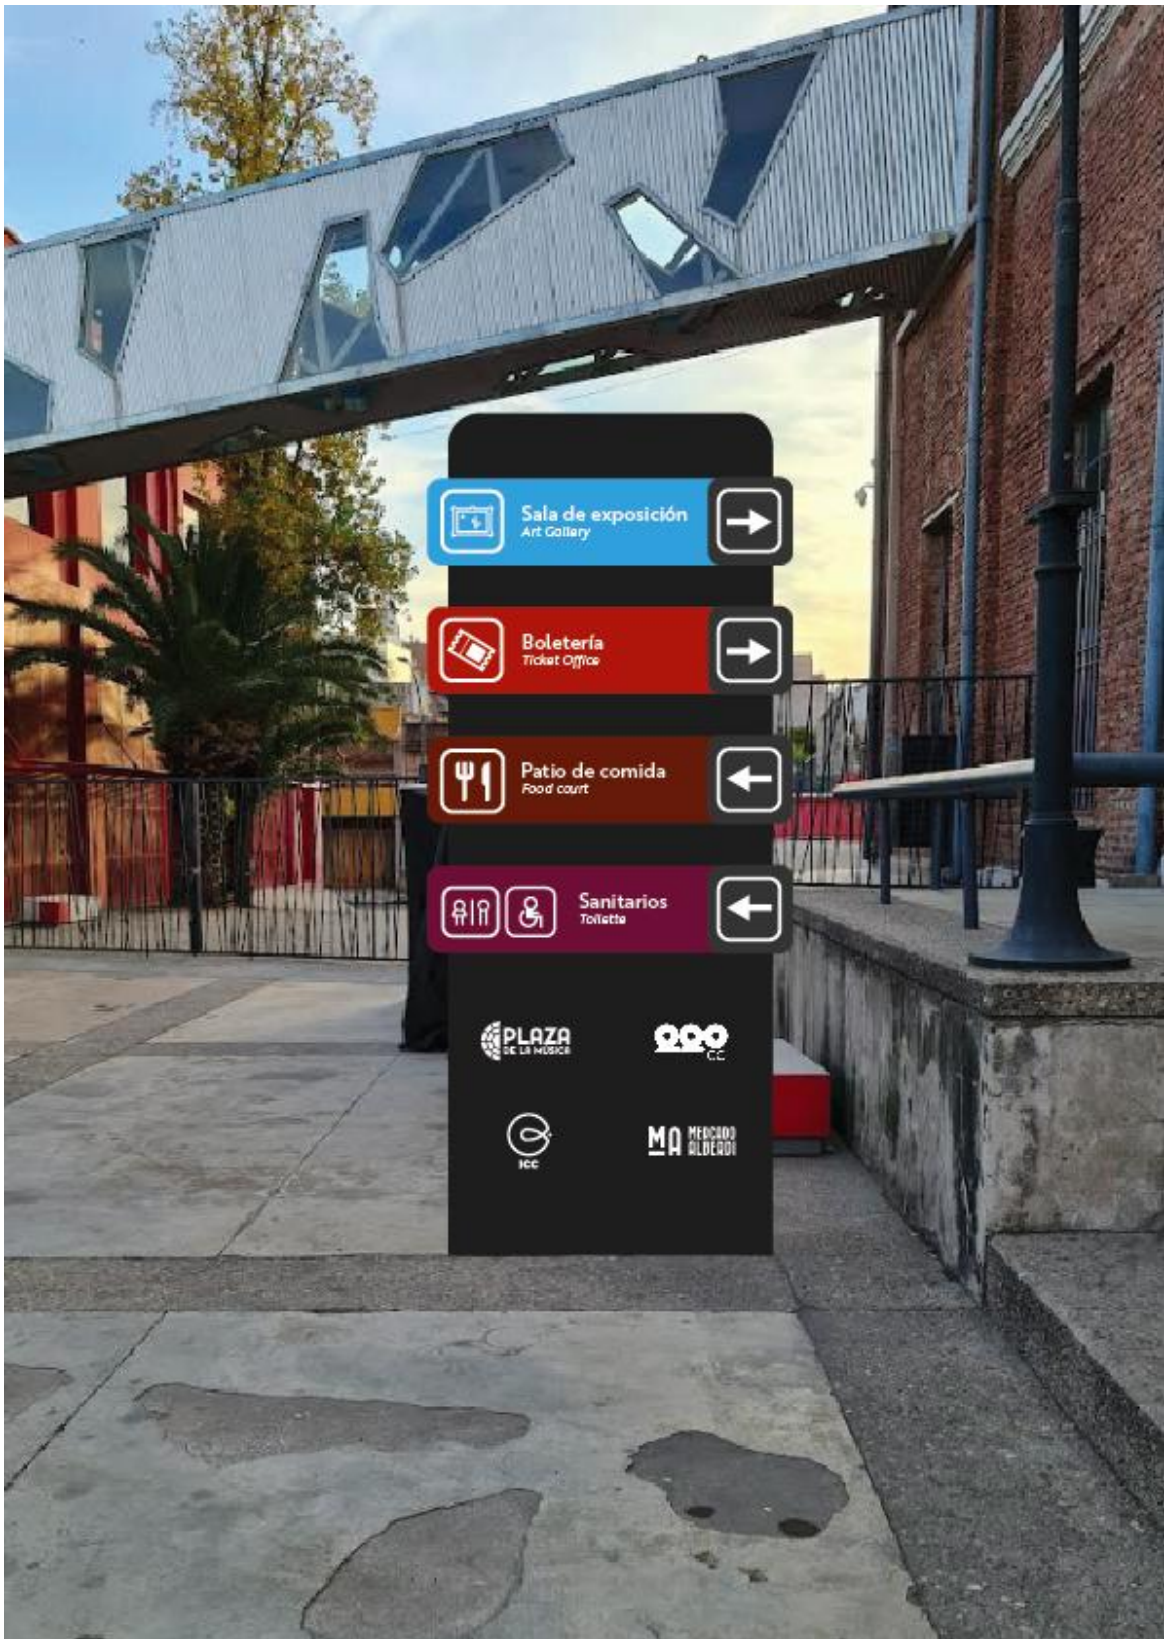 Sala de exposición
Art Gallery
Boletería
Ticket Office
Patio de comida
Food court
Sanitarios
Toilette
PLAZA
DE LA MÚSICA
CC
ICC
MA MERCADO
ALBERDI